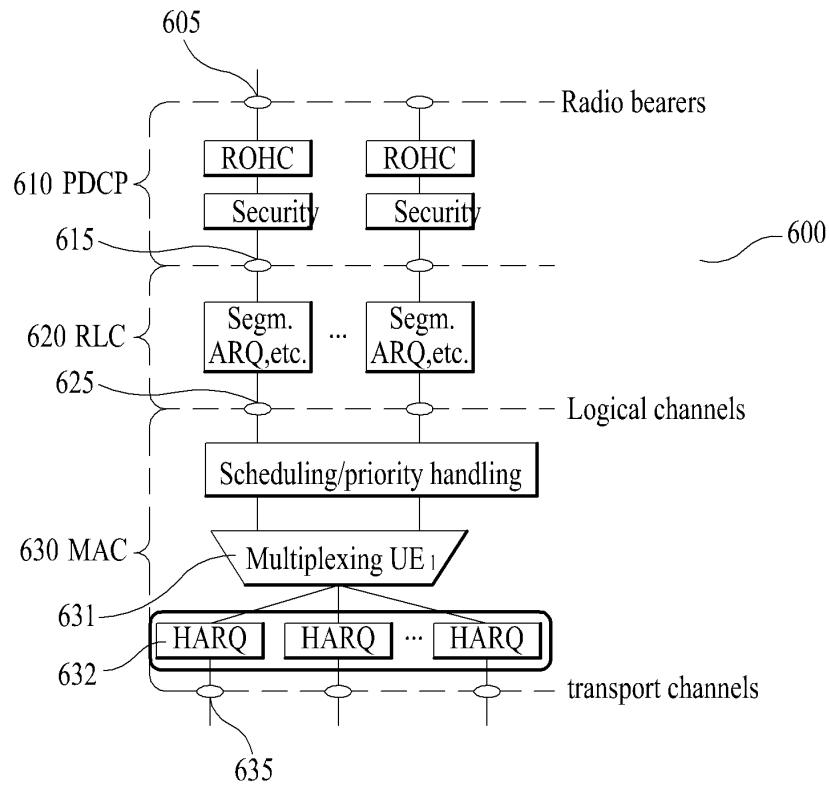 605
Radio bearers
ROHC
ROHC
610 PDCP
Security
Security
615
600
620 RLC
Segm.
ARQ,etc.
...
Segm.
ARQ,etc.
625
Logical channels
Scheduling/priority handling
630 MAC
Multiplexing UE 1
631
HARQ
HARQ
...
HARQ
632
transport channels
635